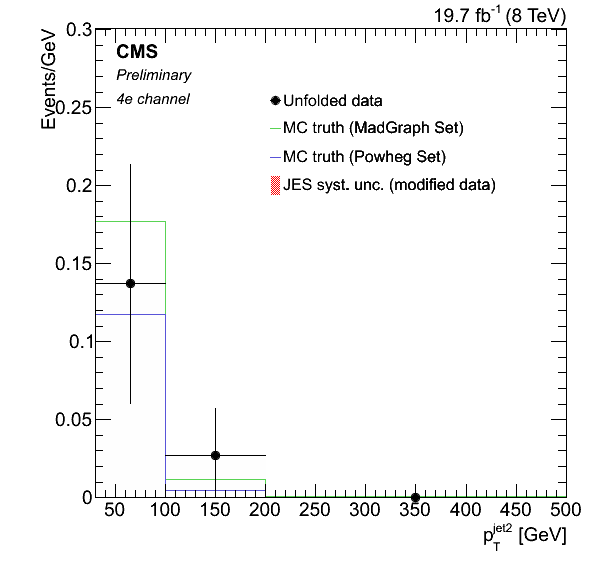 19.7 fb⁻¹ (8 TeV)
Events/GeV
CMS
Preliminary
4e channel
Unfolded data
MC truth (MadGraph Set)
MC truth (Powheg Set)
JES syst. unc. (modified data)
0.3
0.25
0.2
0.15
0.1
0.05
0
50 100 150 200 250 300 350 400 450 500
p_T^jet2 [GeV]